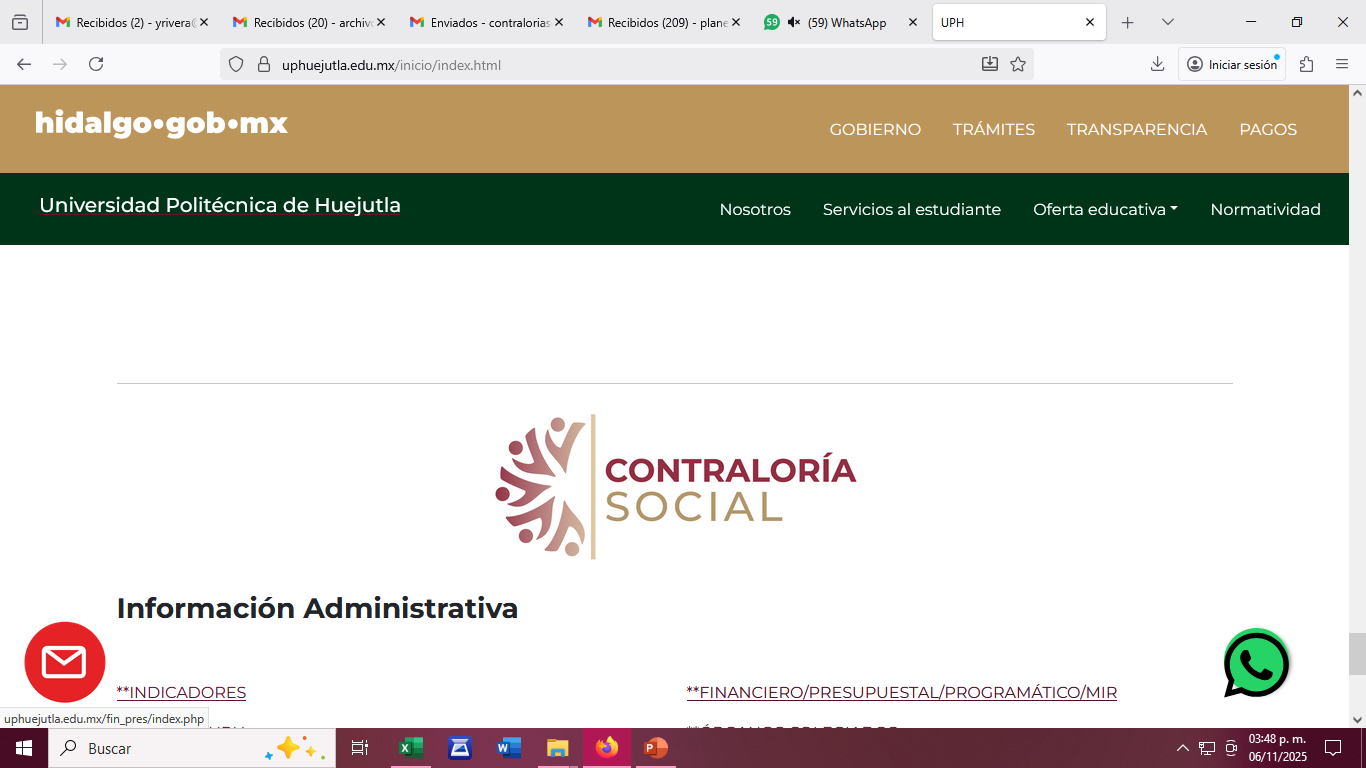 Recibidos (2) - yrivera@
Recibidos (20) - archivo
Enviados - contralorias
Recibidos (209) - plane
59
(59) WhatsApp
UPH
uphuejutla.edu.mx/inicio/index.html
Iniciar sesión
hidalgo•gob•mx
GOBIERNO
TRÁMITES
TRANSPARENCIA
PAGOS
Universidad Politécnica de Huejutla
Nosotros
Servicios al estudiante
Oferta educativa
Normatividad
CONTRALORÍA
SOCIAL
Información Administrativa
**INDICADORES
**FINANCIERO/PRESUPUESTAL/PROGRAMÁTICO/MIR
uphuejutla.edu.mx/fin_pres/index.php
Buscar
03:48 p. m.
06/11/2025